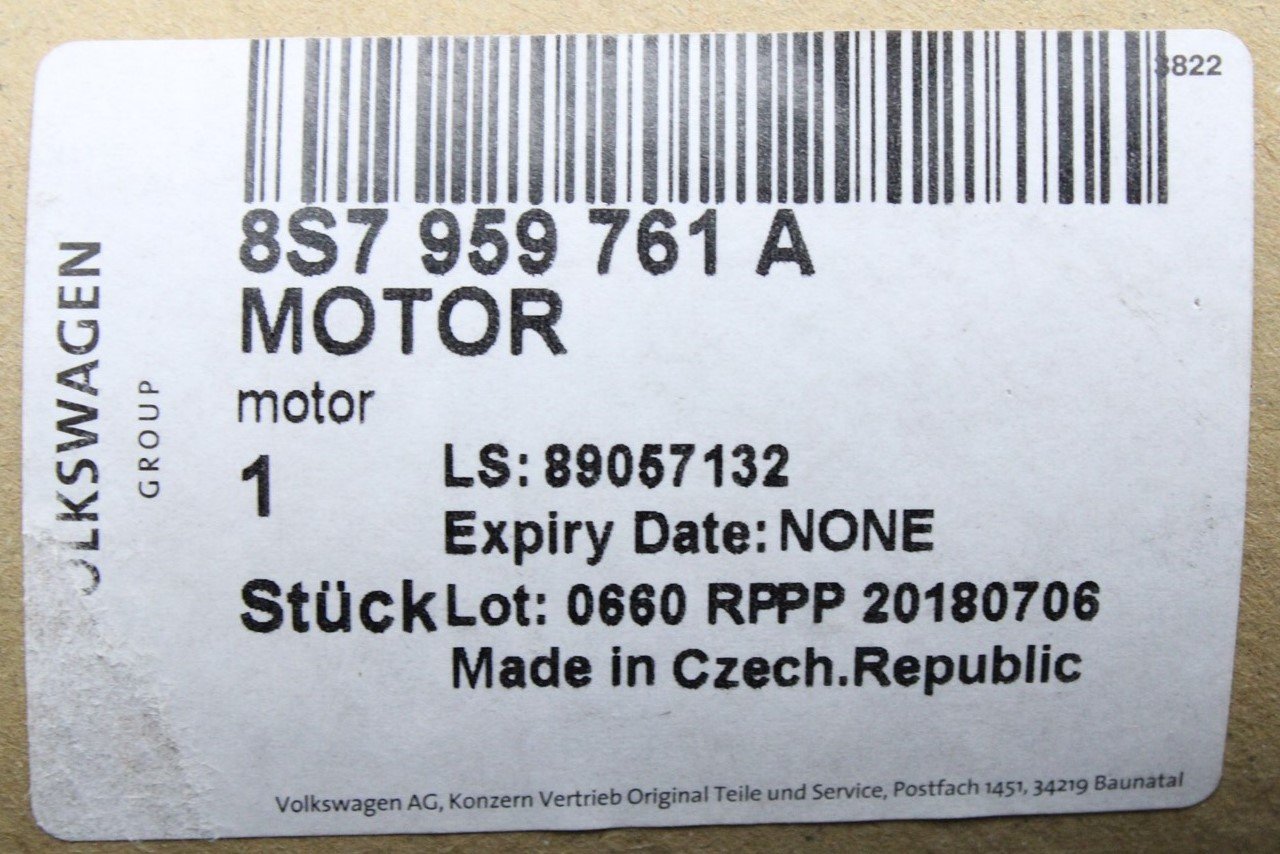 8S7 959 761 A
MOTOR
motor
1
LS: 89057132
Expiry Date: NONE
Stück
Lot: 0660 RPPP 20180706
Made in Czech.Republic
Volkswagen AG, Konzern Vertrieb Original Teile und Service, Postfach 1451, 34219 Baunatal
VOLKSWAGEN
GROUP